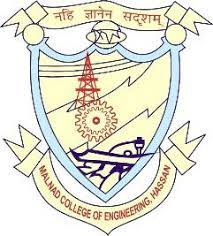 नहि ज्ञानेन सदृशम्
MALNAD COLLEGE OF ENGINEERING, HASSAN